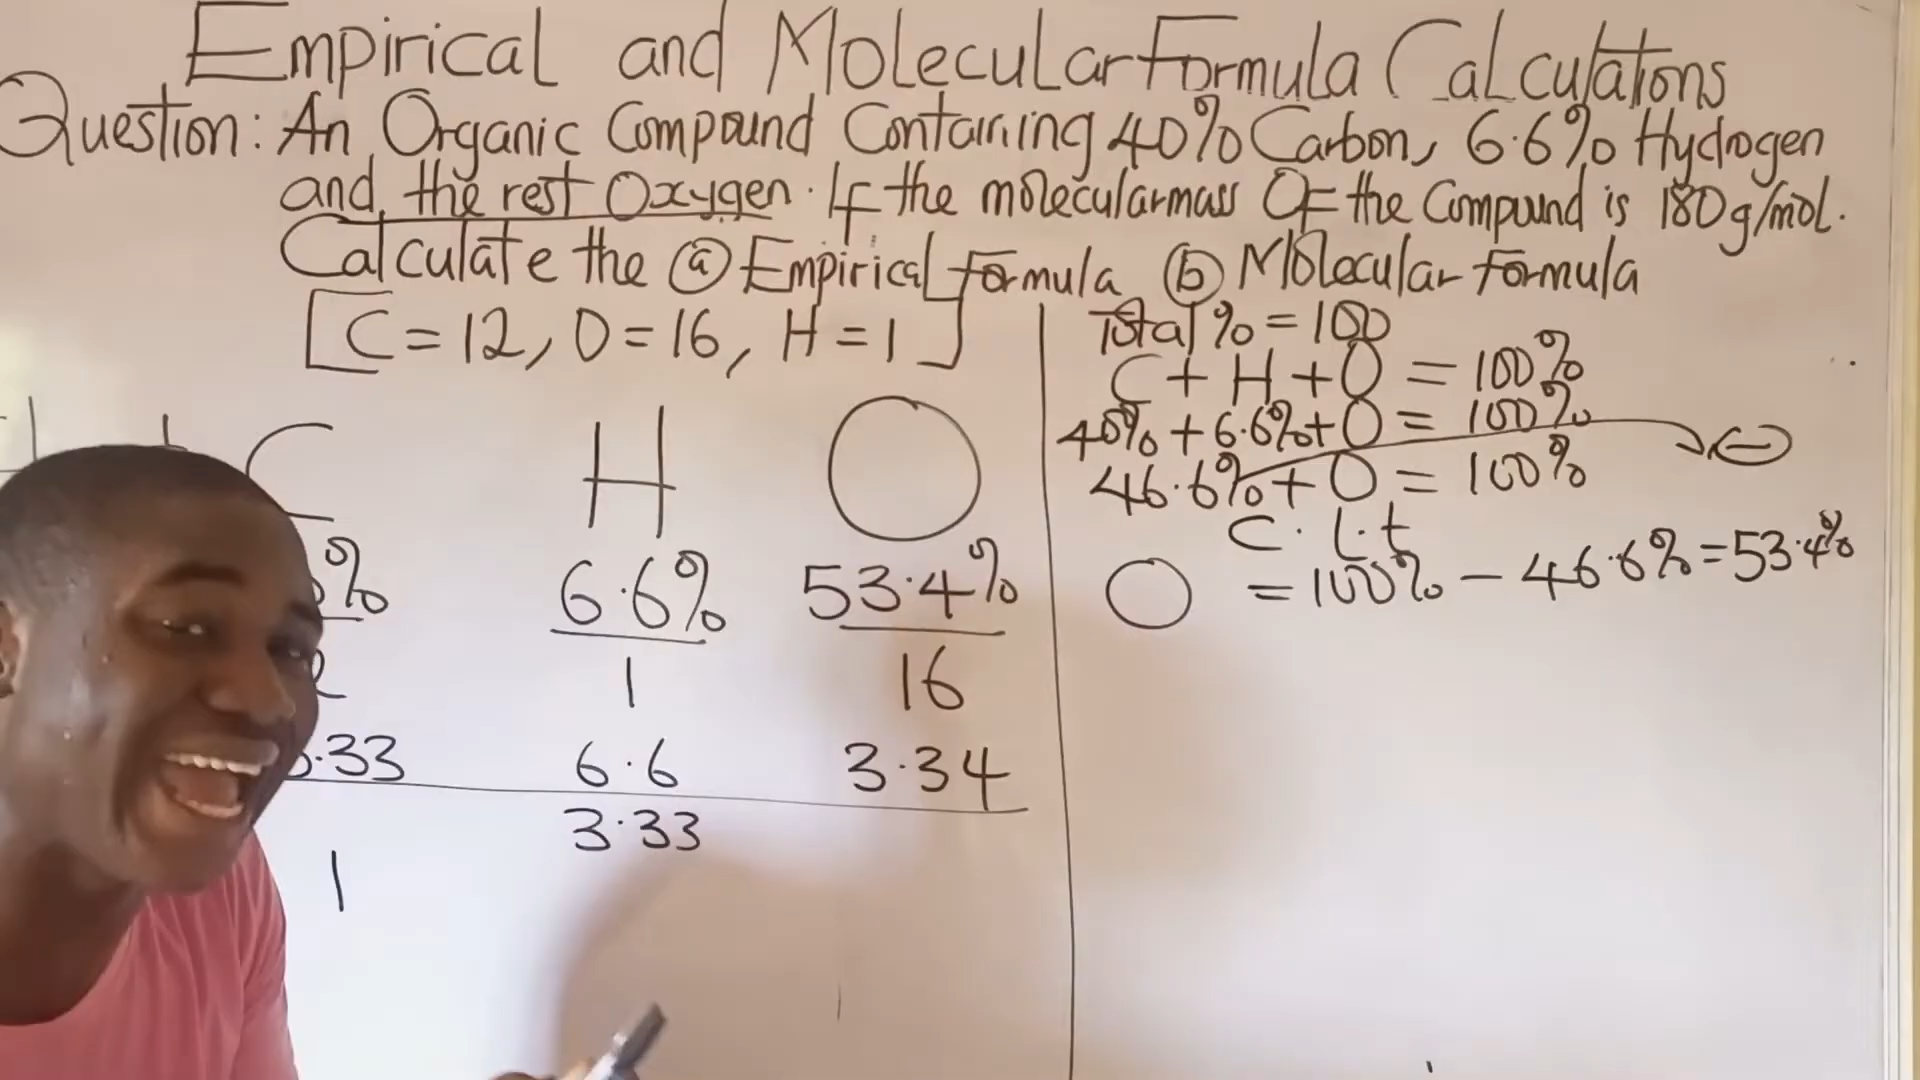 Empirical and Molecular Formula Calculations
Question: An Organic Compound Containing 40% Carbon, 6.6% Hydrogen
and the rest Oxygen. If the molecular mass Of the Compound is 180g/mol.
Calculate the (a) Empirical formula (b) Molecular formula
[C = 12, O = 16, H = 1]
C H O
% 6.6% 53.4%
1 16
.33 6.6 3.34
3.33
1
Total % = 100
C + H + O = 100%
40% + 6.6% + O = 100%
46.6% + O = 100%
C.L.t
O = 100% - 46.6% = 53.4%